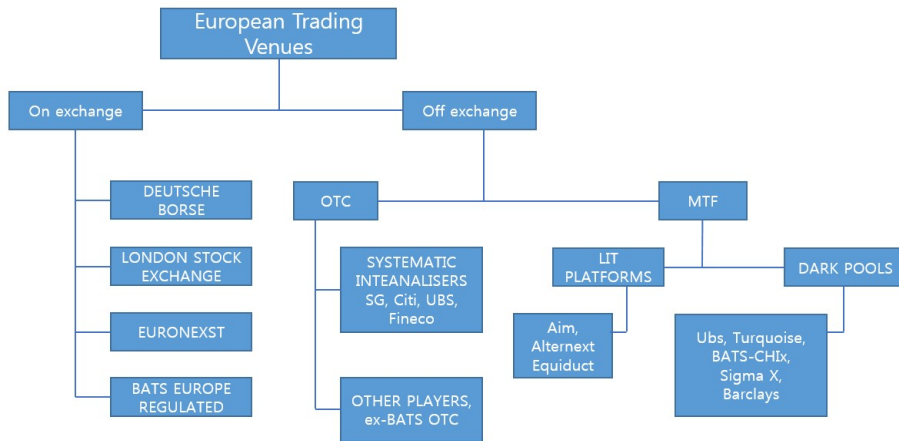 European Trading
Venues
On exchange
Off exchange
DEUTSCHE
BORSE
LONDON STOCK
EXCHANGE
EURONEXST
BATS EUROPE
REGULATED
OTC
SYSTEMATIC
INTEANALISERS
SG, Citi, UBS,
Fineco
OTHER PLAYERS,
ex-BATS OTC
MTF
LIT
PLATFORMS
Aim,
Alternext
Equiduct
DARK POOLS
Ubs, Turquoise,
BATS-CHIx,
Sigma X,
Barclays